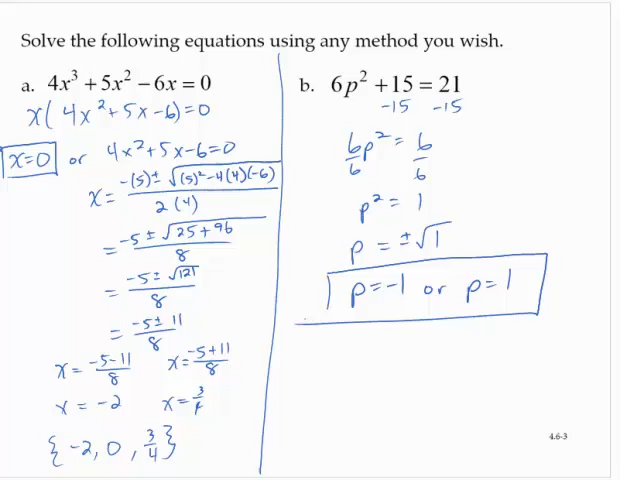 Solve the following equations using any method you wish.
a. 4x³ + 5x² − 6x = 0
x(4x² + 5x − 6) = 0
x = 0 or 4x² + 5x − 6 = 0
x = (−(5) ± √((5)² − 4(4)(−6))) / (2(4))
= (−5 ± √(25 + 96)) / 8
= (−5 ± √121) / 8
= (−5 ± 11) / 8
x = (−5 − 11) / 8   x = (−5 + 11) / 8
x = −2   x = 3/4
{−2, 0, 3/4}
b. 6p² + 15 = 21
−15 −15
6p²/6 = 6/6
p² = 1
p = ±√1
p = −1 or p = 1
4.6-3